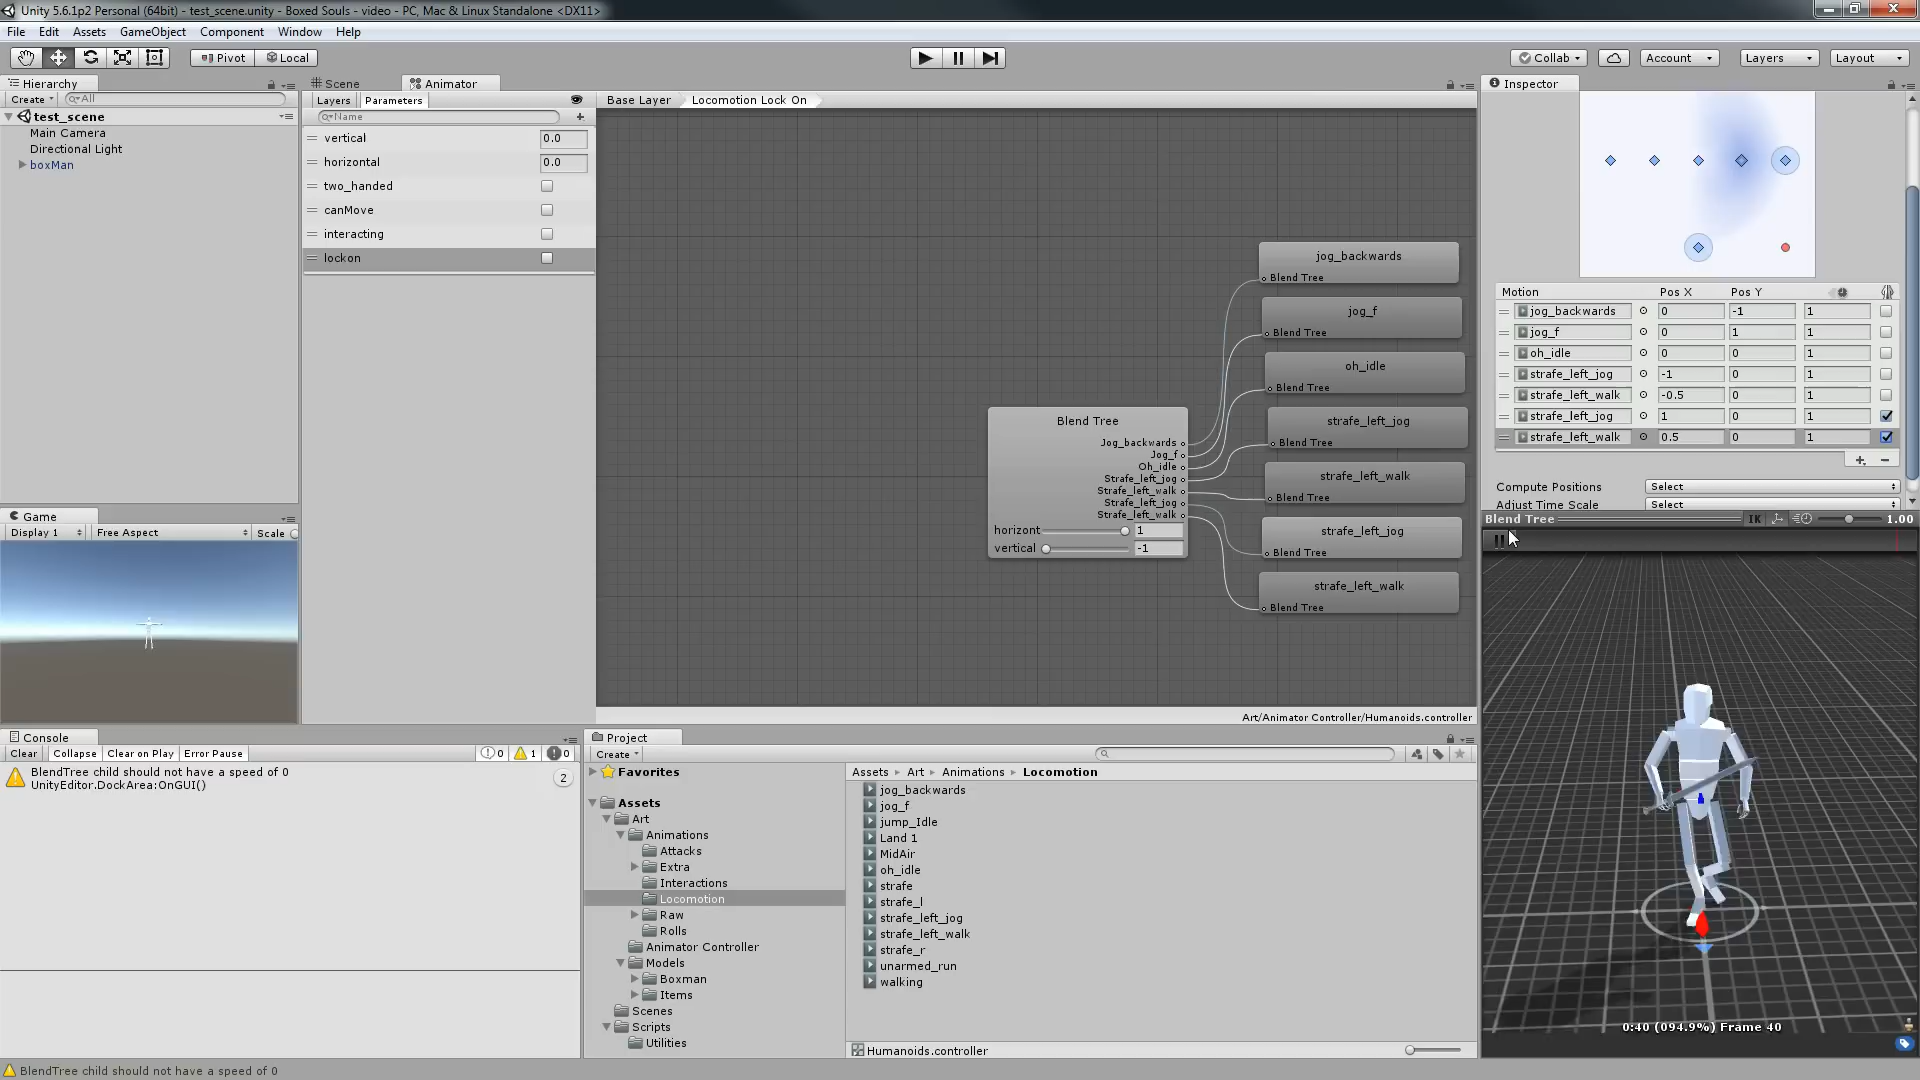 Unity 5.6.1p2 Personal (64bit) - test_scene.unity - Boxed Souls - video - PC, Mac & Linux Standalone <DX11>
File Edit Assets GameObject Component Window Help
Pivot Local Collab Account Layers Layout
Hierarchy
Create All
test_scene
Main Camera
Directional Light
boxMan
Scene Animator
Layers Parameters
Name
vertical 0.0
horizontal 0.0
two_handed
canMove
interacting
lockon
Base Layer Locomotion Lock On
jog_backwards
Blend Tree
jog_f
Blend Tree
oh_idle
Blend Tree
strafe_left_jog
Blend Tree
strafe_left_walk
Blend Tree
strafe_left_jog
Blend Tree
strafe_left_walk
Blend Tree
Blend Tree
Jog_backwards
Jog_f
Oh_idle
Strafe_left_jog
Strafe_left_walk
Strafe_left_jog
Strafe_left_walk
horizont 1
vertical -1
Art/Animator Controller/Humanoids.controller
Inspector
Motion Pos X Pos Y
jog_backwards 0 -1 1
jog_f 0 1 1
oh_idle 0 0 1
strafe_left_jog -1 0 1
strafe_left_walk -0.5 0 1
strafe_left_jog 1 0 1
strafe_left_walk 0.5 0 1
Compute Positions Select
Adjust Time Scale Select
Blend Tree IK 1.00
0:40 (094.9%) Frame 40
Game
Display 1 Free Aspect Scale
Console
Clear Collapse Clear on Play Error Pause 0 1 0
BlendTree child should not have a speed of 0
UnityEditor.DockArea:OnGUI()
2
Project
Create
Favorites
Assets
Art
Animations
Attacks
Extra
Interactions
Locomotion
Raw
Rolls
Animator Controller
Models
Boxman
Items
Scenes
Scripts
Utilities
Assets Art Animations Locomotion
jog_backwards
jog_f
jump_Idle
Land 1
MidAir
oh_idle
strafe
strafe_l
strafe_left_jog
strafe_left_walk
strafe_r
unarmed_run
walking
Humanoids.controller
BlendTree child should not have a speed of 0